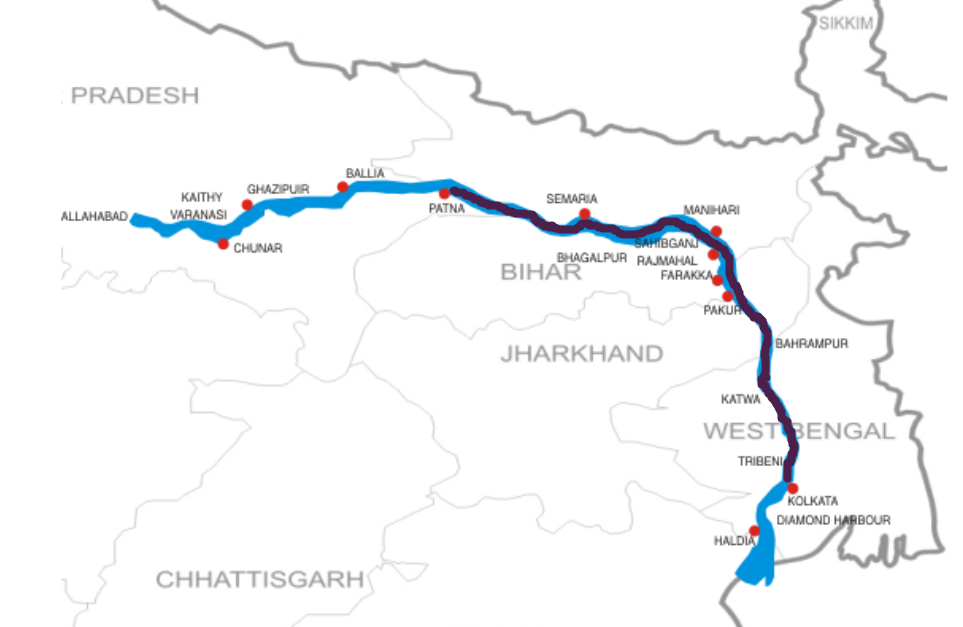 SIKKIM
PRADESH
BALLIA
GHAZIPUIR
KAITHY
VARANASI
ALLAHABAD
CHUNAR
PATNA
SEMARIA
MANIHARI
SAHIBGANJ
BHAGALPUR
RAJMAHAL
BIHAR
FARAKKA
PAKUR
BAHRAMPUR
JHARKHAND
KATWA
WEST BENGAL
TRIBENI
KOLKATA
DIAMOND HARBOUR
HALDIA
CHHATTISGARH